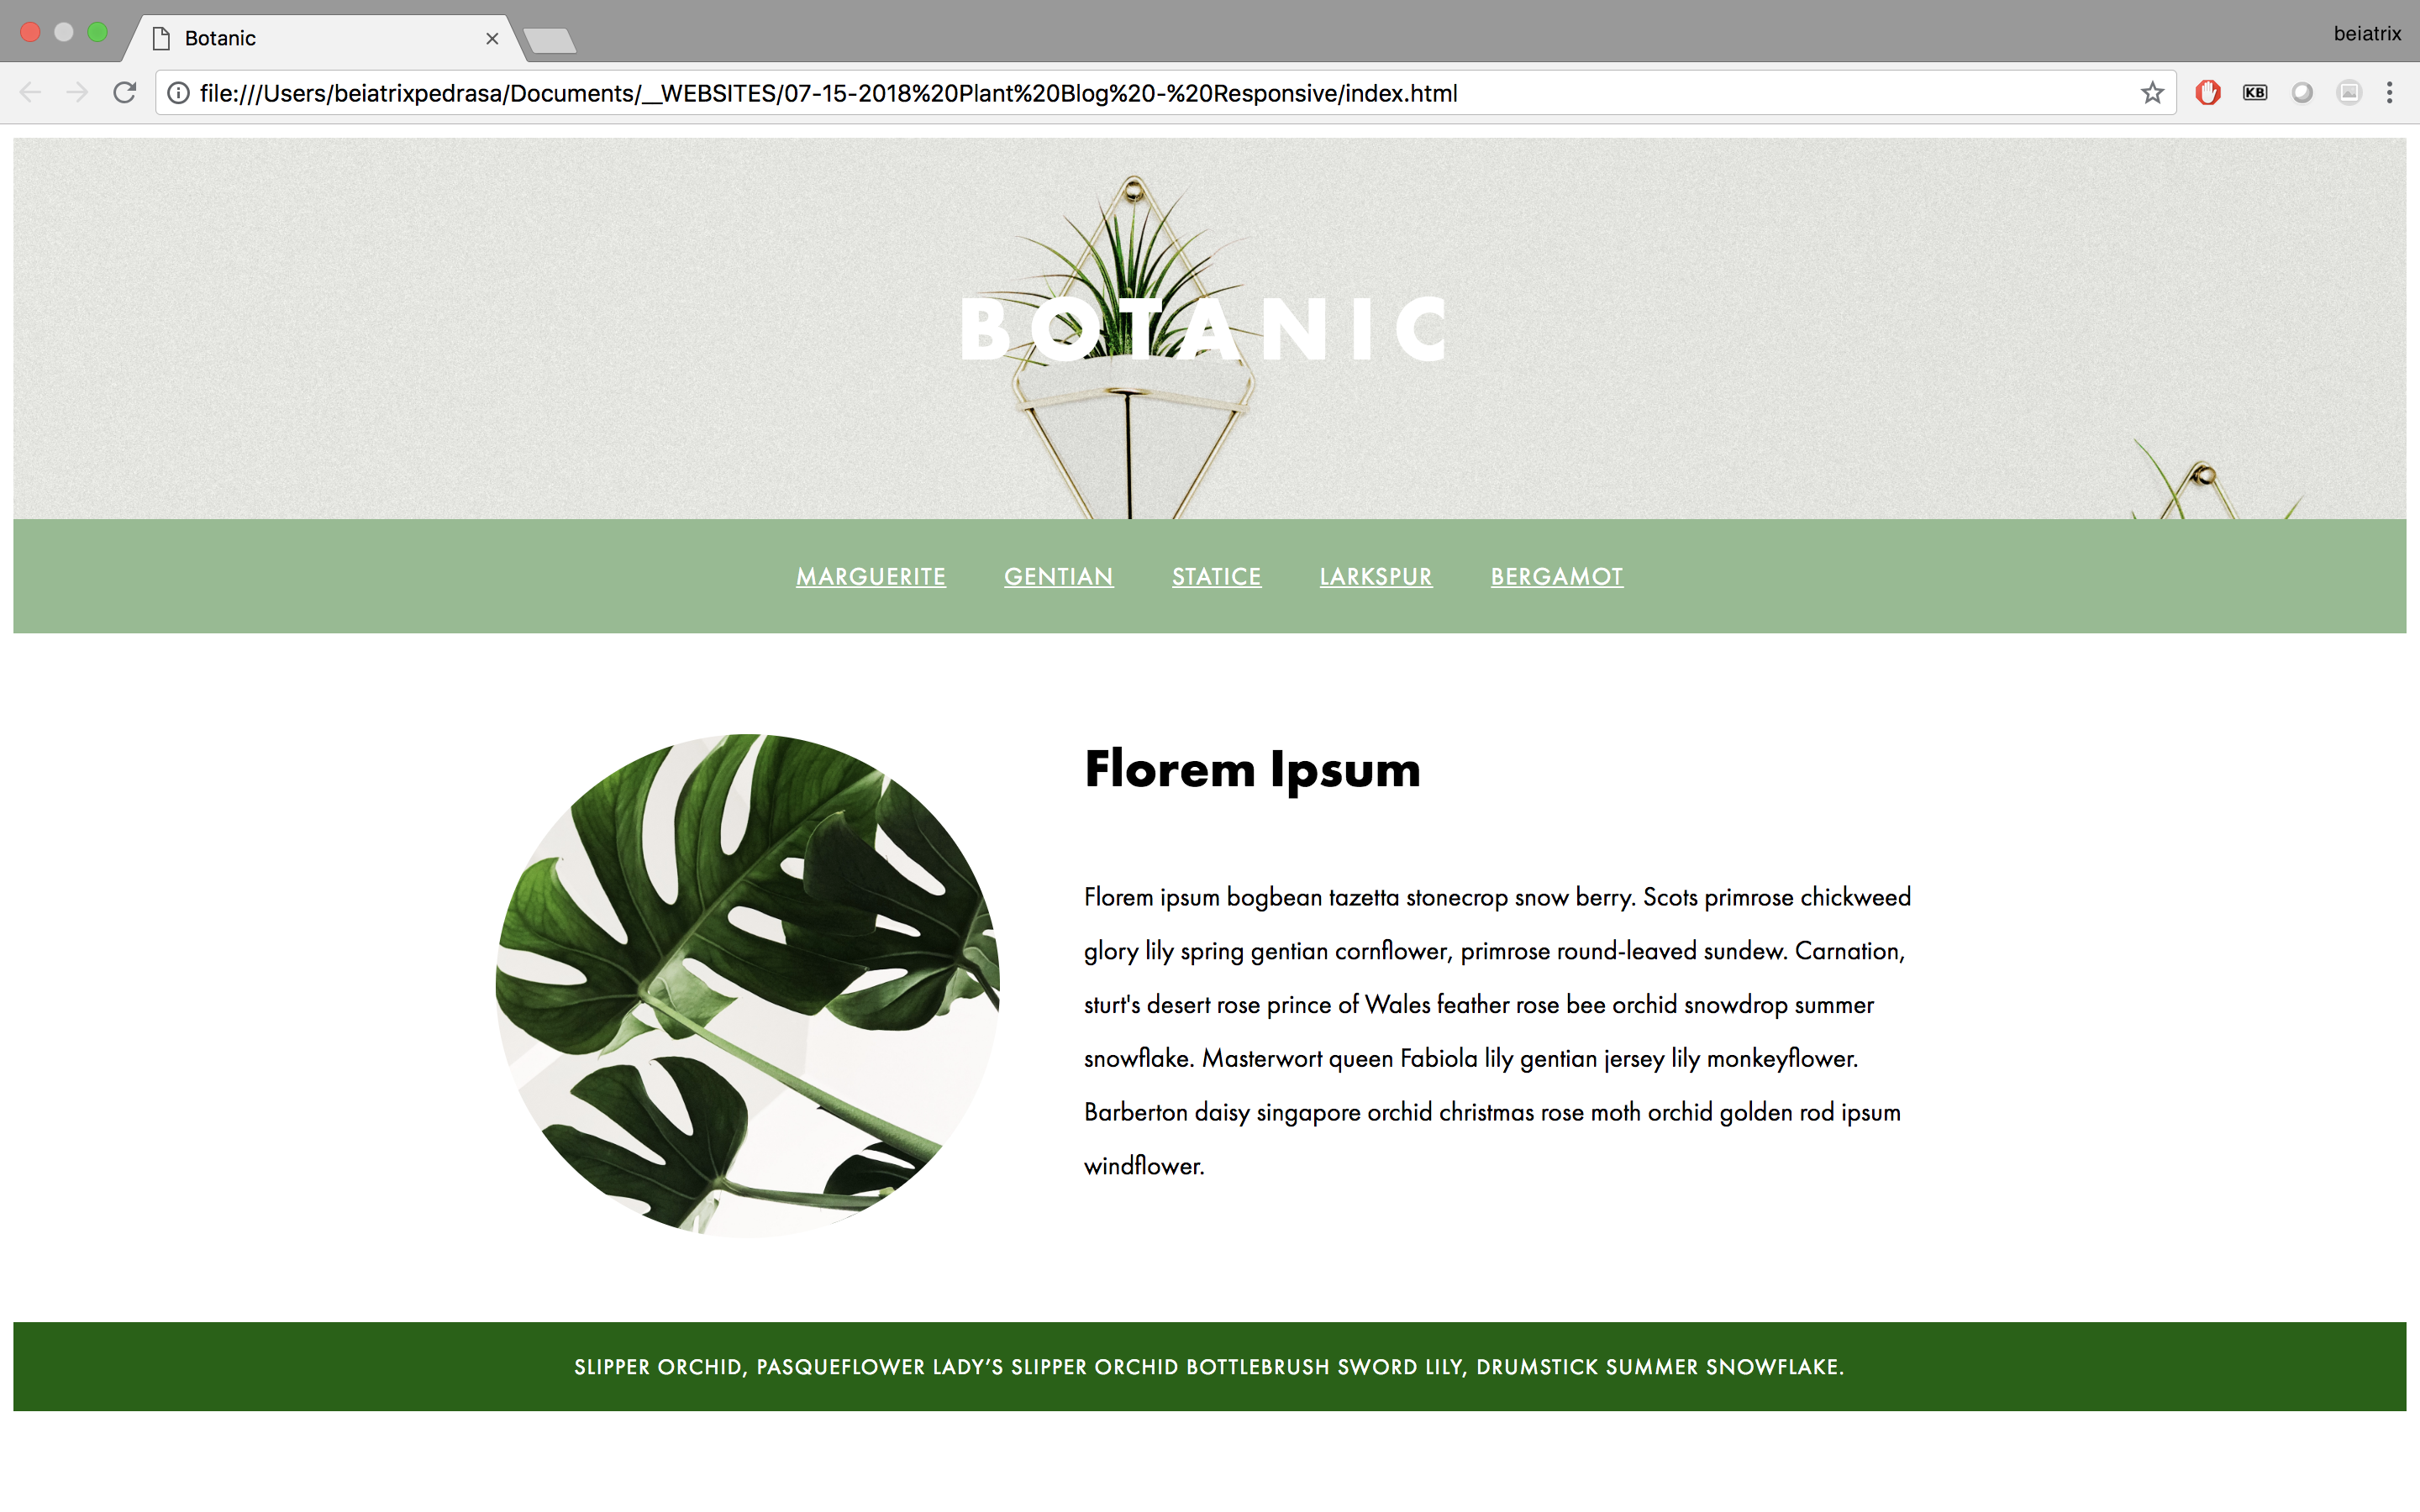 Botanic
beiatrix
file:///Users/beiatrixpedrasa/Documents/__WEBSITES/07-15-2018%20Plant%20Blog%20-%20Responsive/index.html
KB
BOTANIC
MARGUERITE GENTIAN STATICE LARKSPUR BERGAMOT
Florem Ipsum
Florem ipsum bogbean tazetta stonecrop snow berry. Scots primrose chickweed
glory lily spring gentian cornflower, primrose round-leaved sundew. Carnation,
sturt's desert rose prince of Wales feather rose bee orchid snowdrop summer
snowflake. Masterwort queen Fabiola lily gentian jersey lily monkeyflower.
Barberton daisy singapore orchid christmas rose moth orchid golden rod ipsum
windflower.
SLIPPER ORCHID, PASQUEFLOWER LADY’S SLIPPER ORCHID BOTTLEBRUSH SWORD LILY, DRUMSTICK SUMMER SNOWFLAKE.